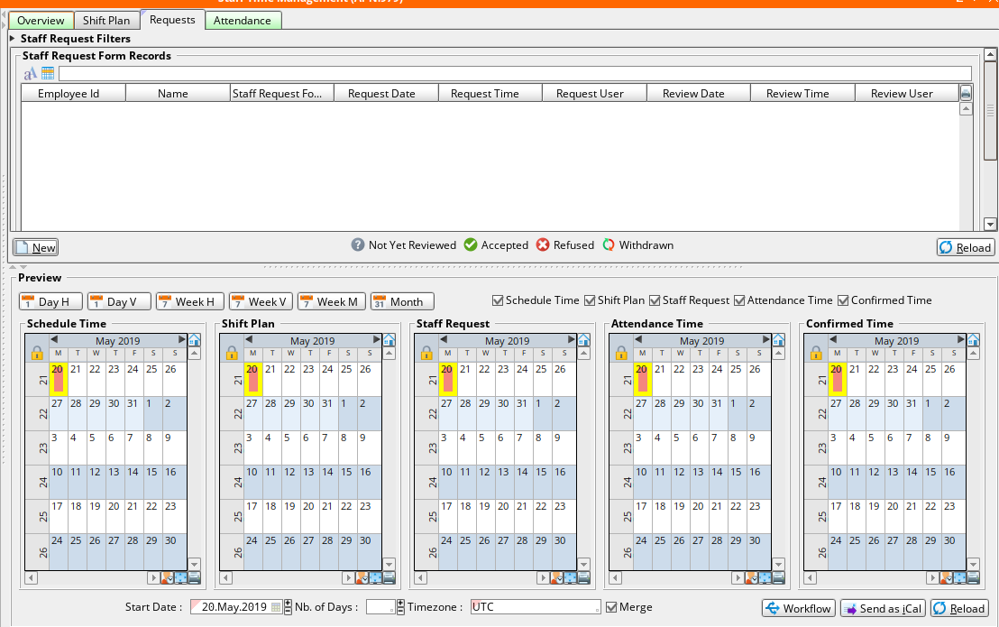 Staff Time Management (APN:979)
Overview Shift Plan Requests Attendance
Staff Request Filters
Staff Request Form Records
Employee Id Name Staff Request Fo... Request Date Request Time Request User Review Date Review Time Review User
New Not Yet Reviewed Accepted Refused Withdrawn Reload
Preview
1 Day H 1 Day V 7 Week H 7 Week V 7 Week M 31 Month Schedule Time Shift Plan Staff Request Attendance Time Confirmed Time
Schedule Time Shift Plan Staff Request Attendance Time Confirmed Time
May 2019 May 2019 May 2019 May 2019 May 2019
M T W T F S S M T W T F S S M T W T F S S M T W T F S S M T W T F S S
21 20 21 22 23 24 25 26 21 20 21 22 23 24 25 26 21 20 21 22 23 24 25 26 21 20 21 22 23 24 25 26 21 20 21 22 23 24 25 26
22 27 28 29 30 31 1 2 22 27 28 29 30 31 1 2 22 27 28 29 30 31 1 2 22 27 28 29 30 31 1 2 22 27 28 29 30 31 1 2
23 3 4 5 6 7 8 9 23 3 4 5 6 7 8 9 23 3 4 5 6 7 8 9 23 3 4 5 6 7 8 9 23 3 4 5 6 7 8 9
24 10 11 12 13 14 15 16 24 10 11 12 13 14 15 16 24 10 11 12 13 14 15 16 24 10 11 12 13 14 15 16 24 10 11 12 13 14 15 16
25 17 18 19 20 21 22 23 25 17 18 19 20 21 22 23 25 17 18 19 20 21 22 23 25 17 18 19 20 21 22 23 25 17 18 19 20 21 22 23
26 24 25 26 27 28 29 30 26 24 25 26 27 28 29 30 26 24 25 26 27 28 29 30 26 24 25 26 27 28 29 30 26 24 25 26 27 28 29 30
Start Date : 20.May.2019 Nb. of Days : Timezone : UTC Merge Workflow Send as iCal Reload